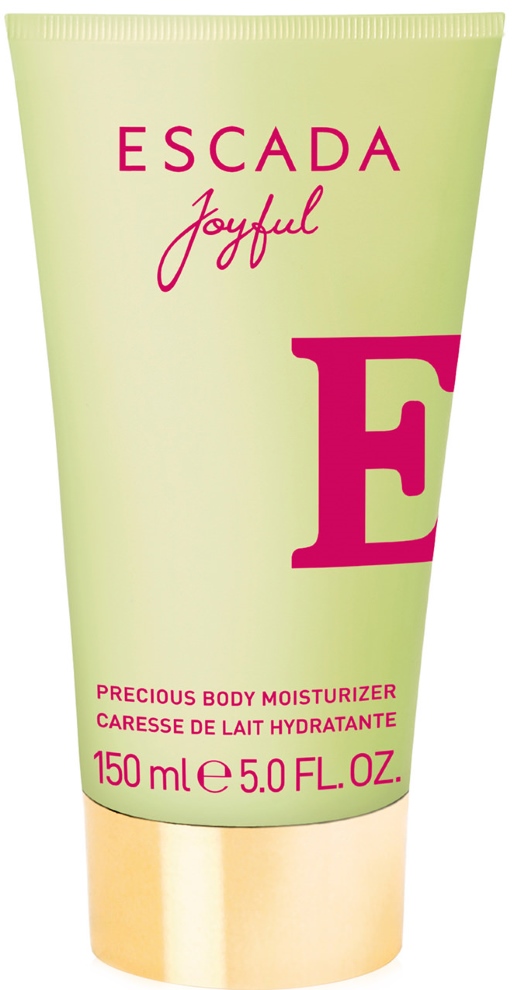 ESCADA
Joyful
E
PRECIOUS BODY MOISTURIZER
CARESSE DE LAIT HYDRATANTE
150 ml ℮ 5.0 FL. OZ.